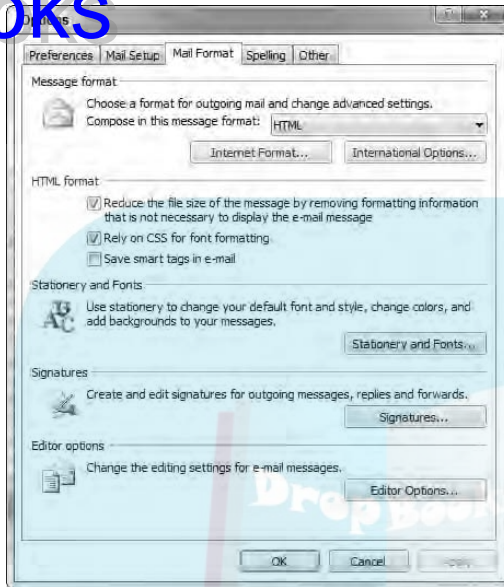 OOKS
Options
Preferences Mail Setup Mail Format Spelling Other
Message format
Choose a format for outgoing mail and change advanced settings.
Compose in this message format: HTML
Internet Format... International Options...
HTML format
Reduce the file size of the message by removing formatting information
that is not necessary to display the e-mail message
Rely on CSS for font formatting
Save smart tags in e-mail
Stationery and Fonts
Use stationery to change your default font and style, change colors, and
add backgrounds to your messages.
Stationery and Fonts...
Signatures
Create and edit signatures for outgoing messages, replies and forwards.
Signatures...
Editor options
Change the editing settings for e-mail messages.
Editor Options...
Drop Book
OK Cancel Apply